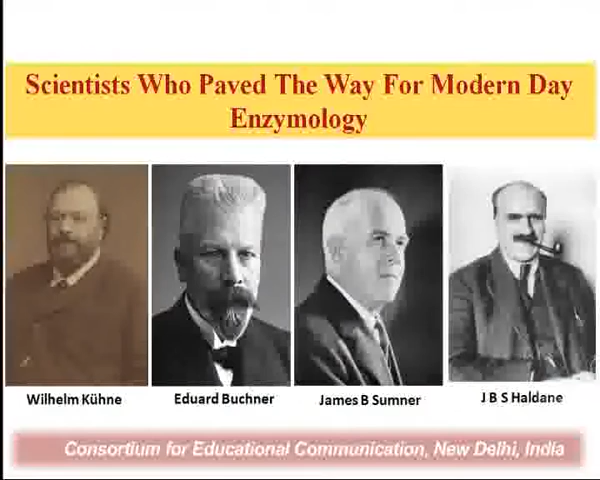 Scientists Who Paved The Way For Modern Day
Enzymology
Wilhelm Kühne
Eduard Buchner
James B Sumner
J B S Haldane
Consortium for Educational Communication, New Delhi, India